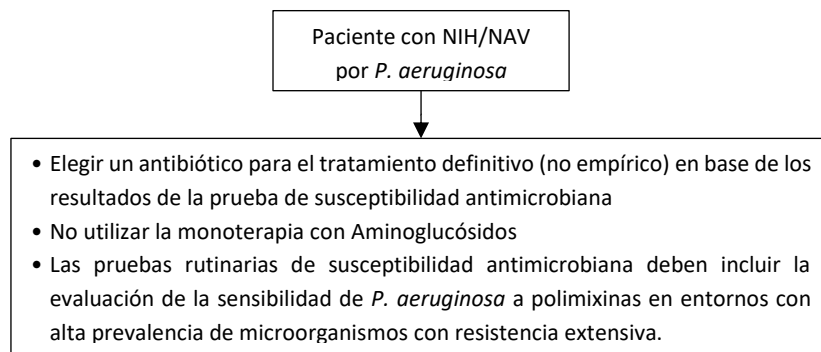 Paciente con NIH/NAV
por P. aeruginosa
• Elegir un antibiótico para el tratamiento definitivo (no empírico) en base de los
resultados de la prueba de susceptibilidad antimicrobiana
• No utilizar la monoterapia con Aminoglucósidos
• Las pruebas rutinarias de susceptibilidad antimicrobiana deben incluir la
evaluación de la sensibilidad de P. aeruginosa a polimixinas en entornos con
alta prevalencia de microorganismos con resistencia extensiva.